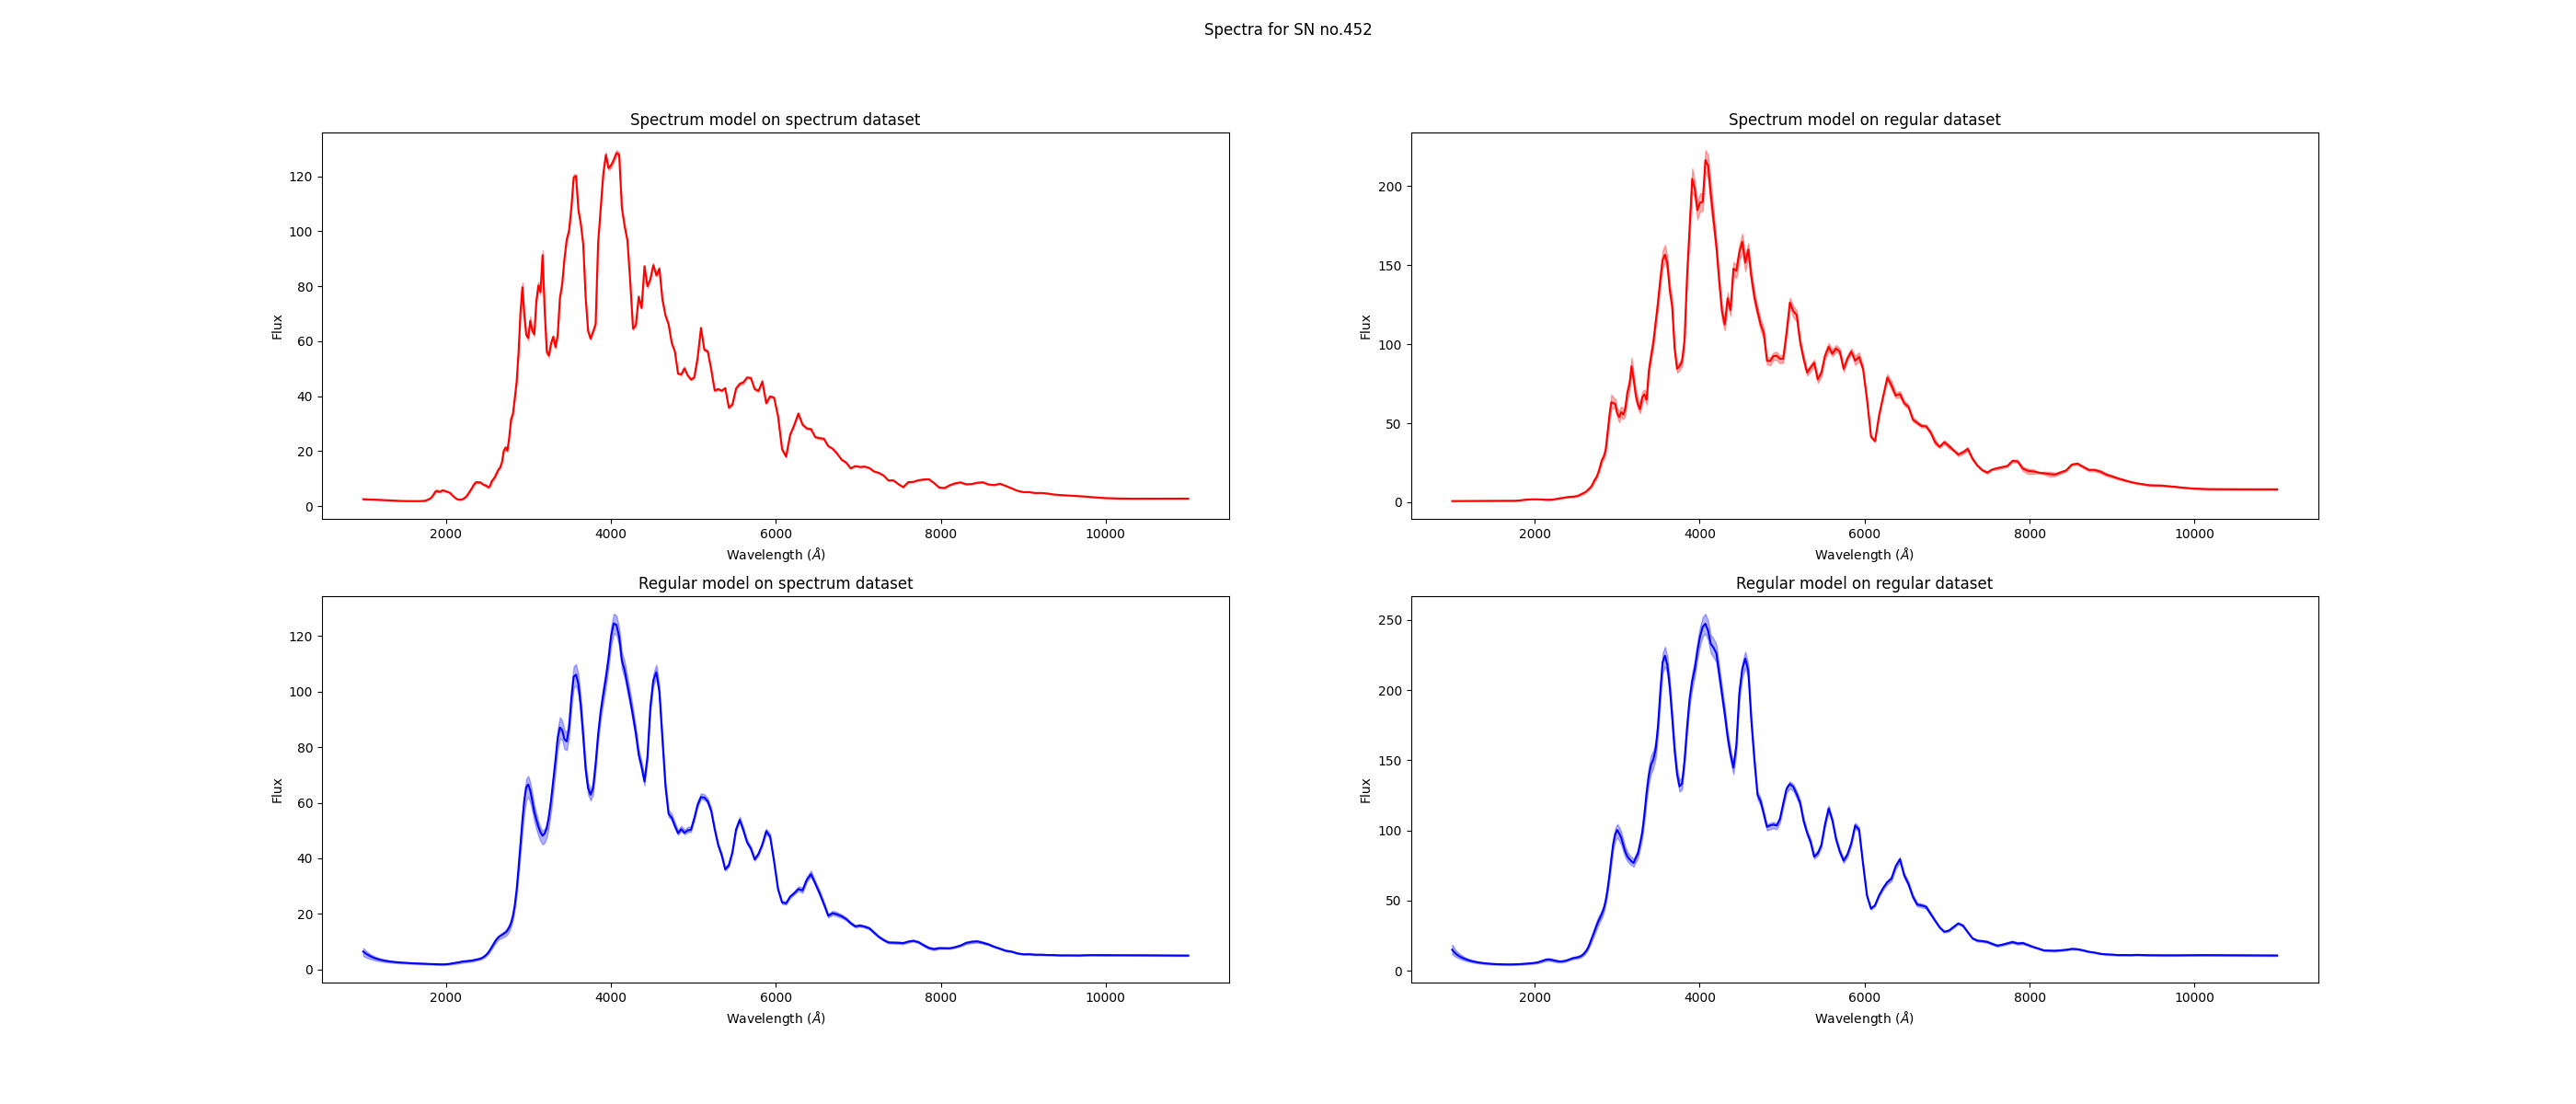 Spectra for SN no.452
Spectrum model on spectrum dataset
120
100
80
60
40
20
0
Flux
2000 4000 6000 8000 10000
Wavelength (Å)
Spectrum model on regular dataset
200
150
100
50
0
Flux
2000 4000 6000 8000 10000
Wavelength (Å)
Regular model on spectrum dataset
120
100
80
60
40
20
0
Flux
2000 4000 6000 8000 10000
Wavelength (Å)
Regular model on regular dataset
250
200
150
100
50
0
Flux
2000 4000 6000 8000 10000
Wavelength (Å)